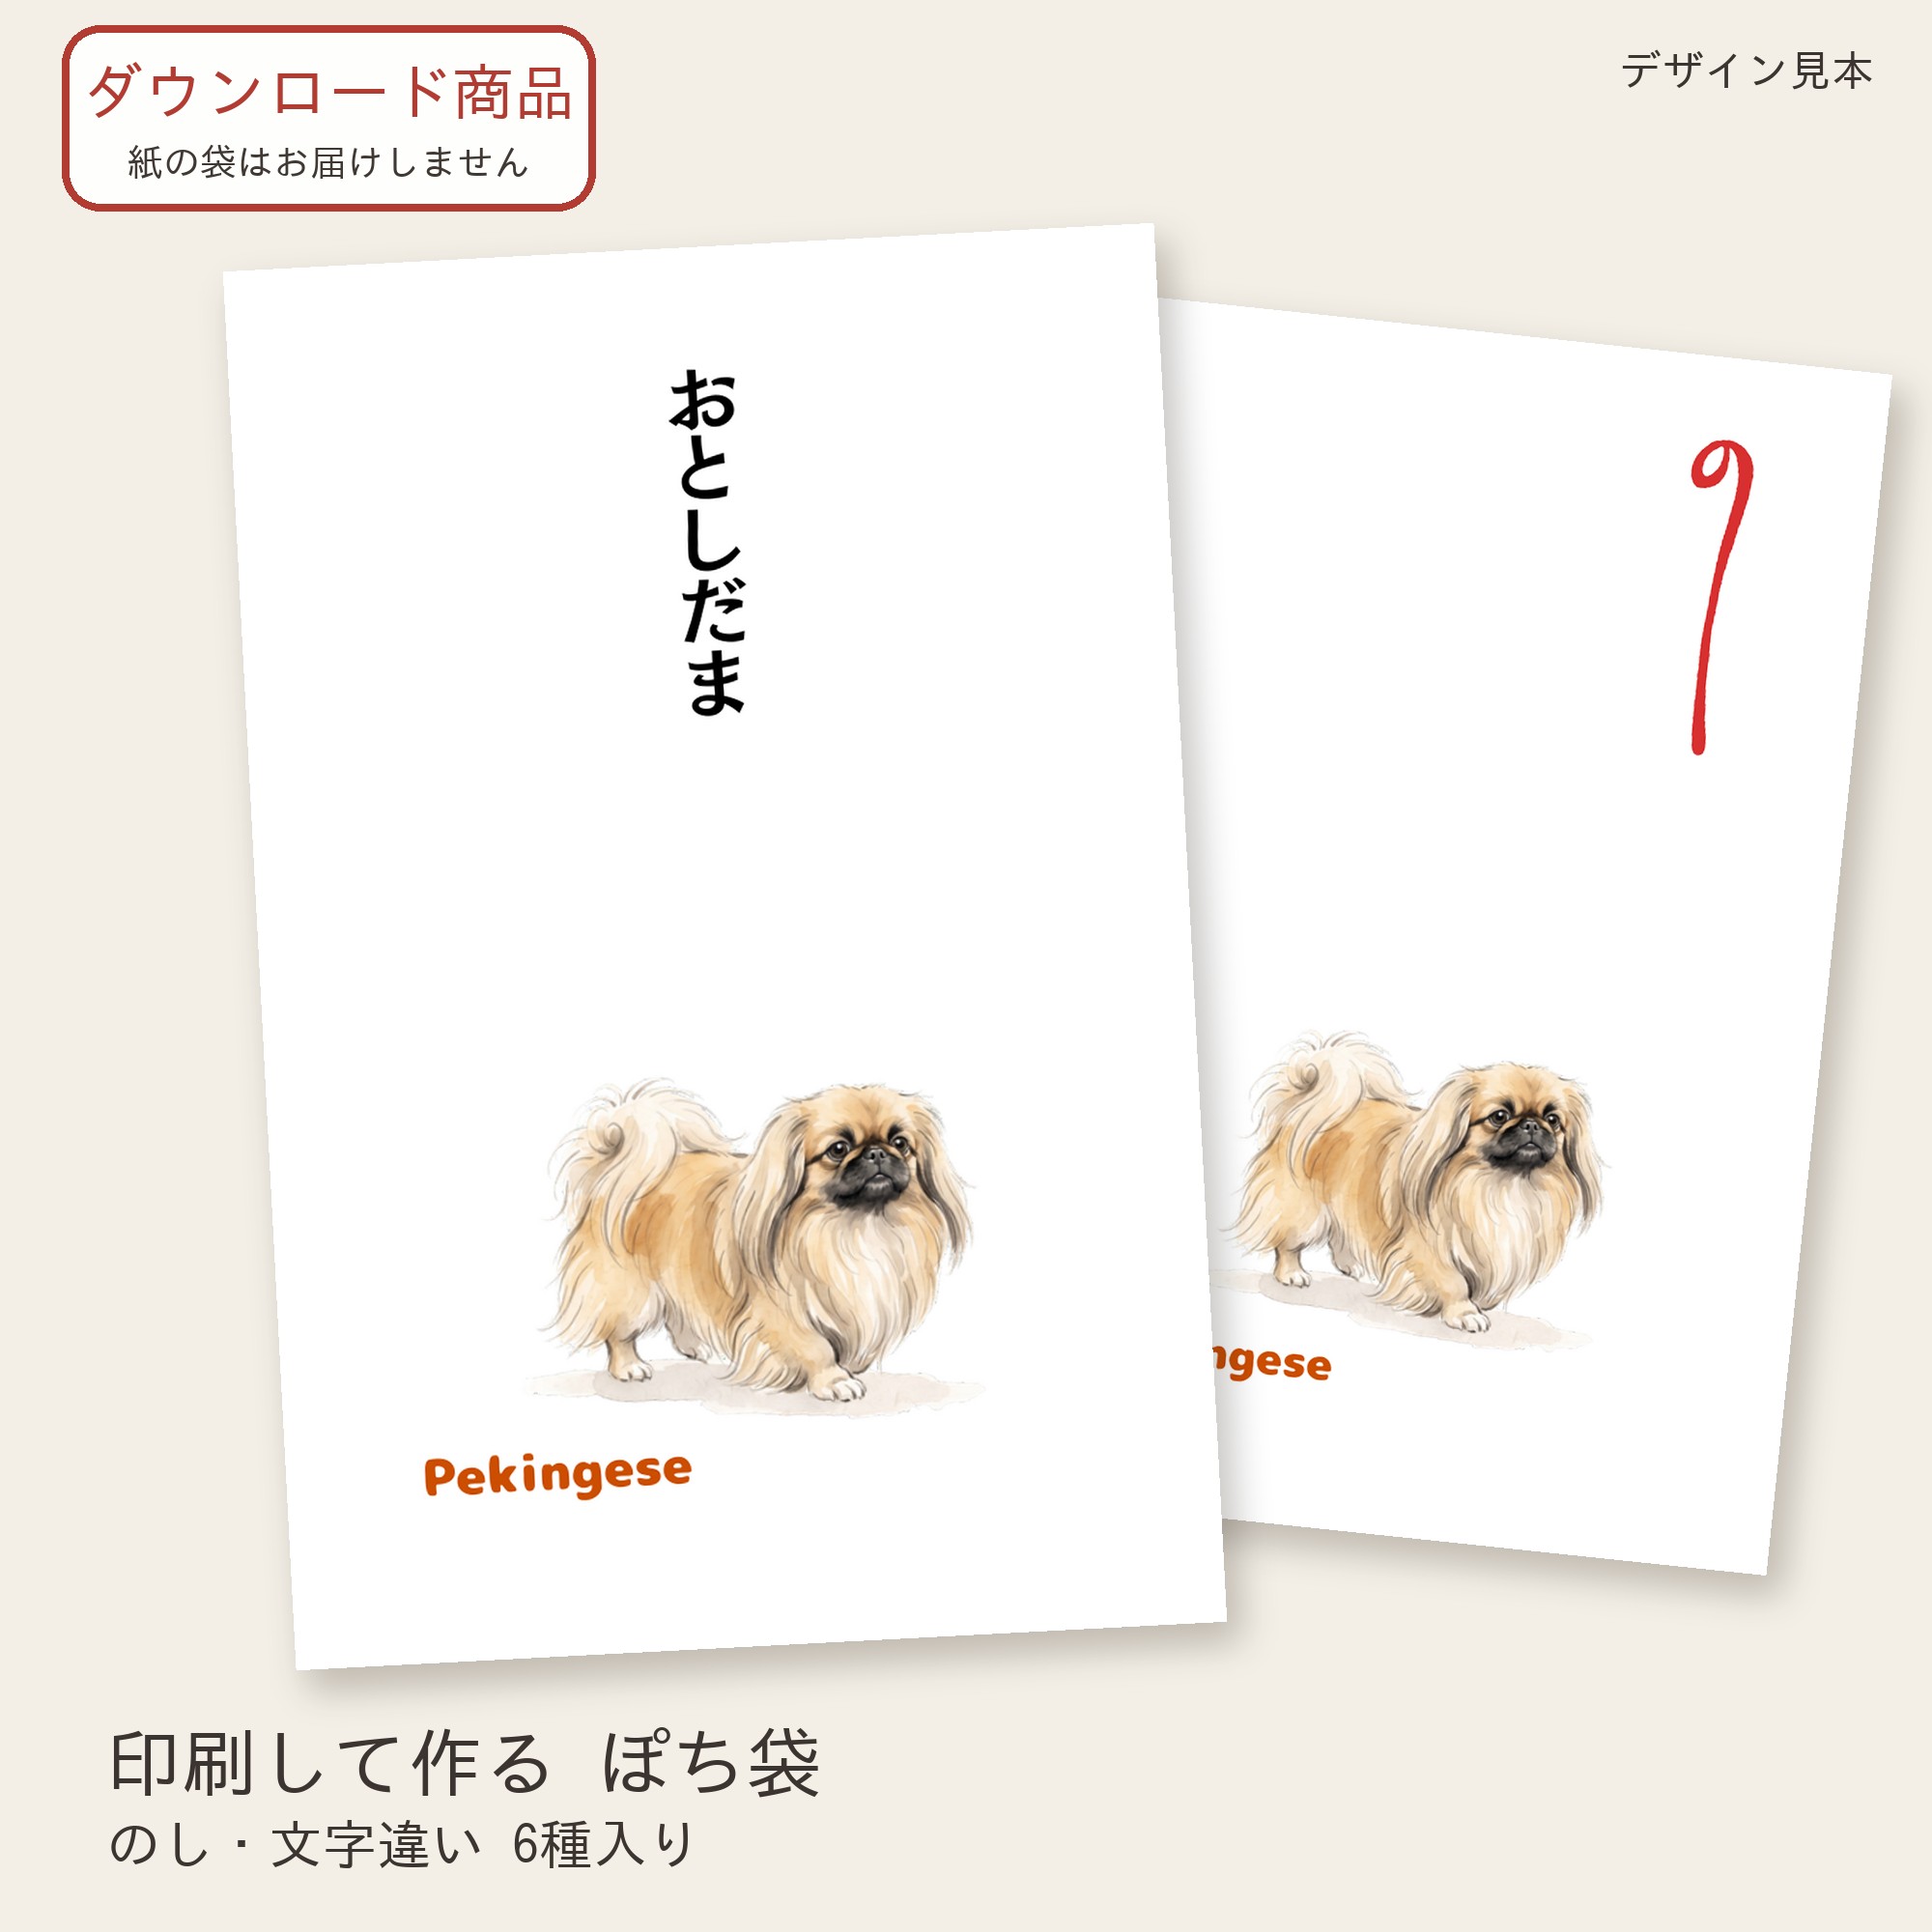 ダウンロード商品
紙の袋はお届けしません
デザイン見本
おとしだま
Pekingese
ngese
印刷して作る ぽち袋
のし・文字違い 6種入り